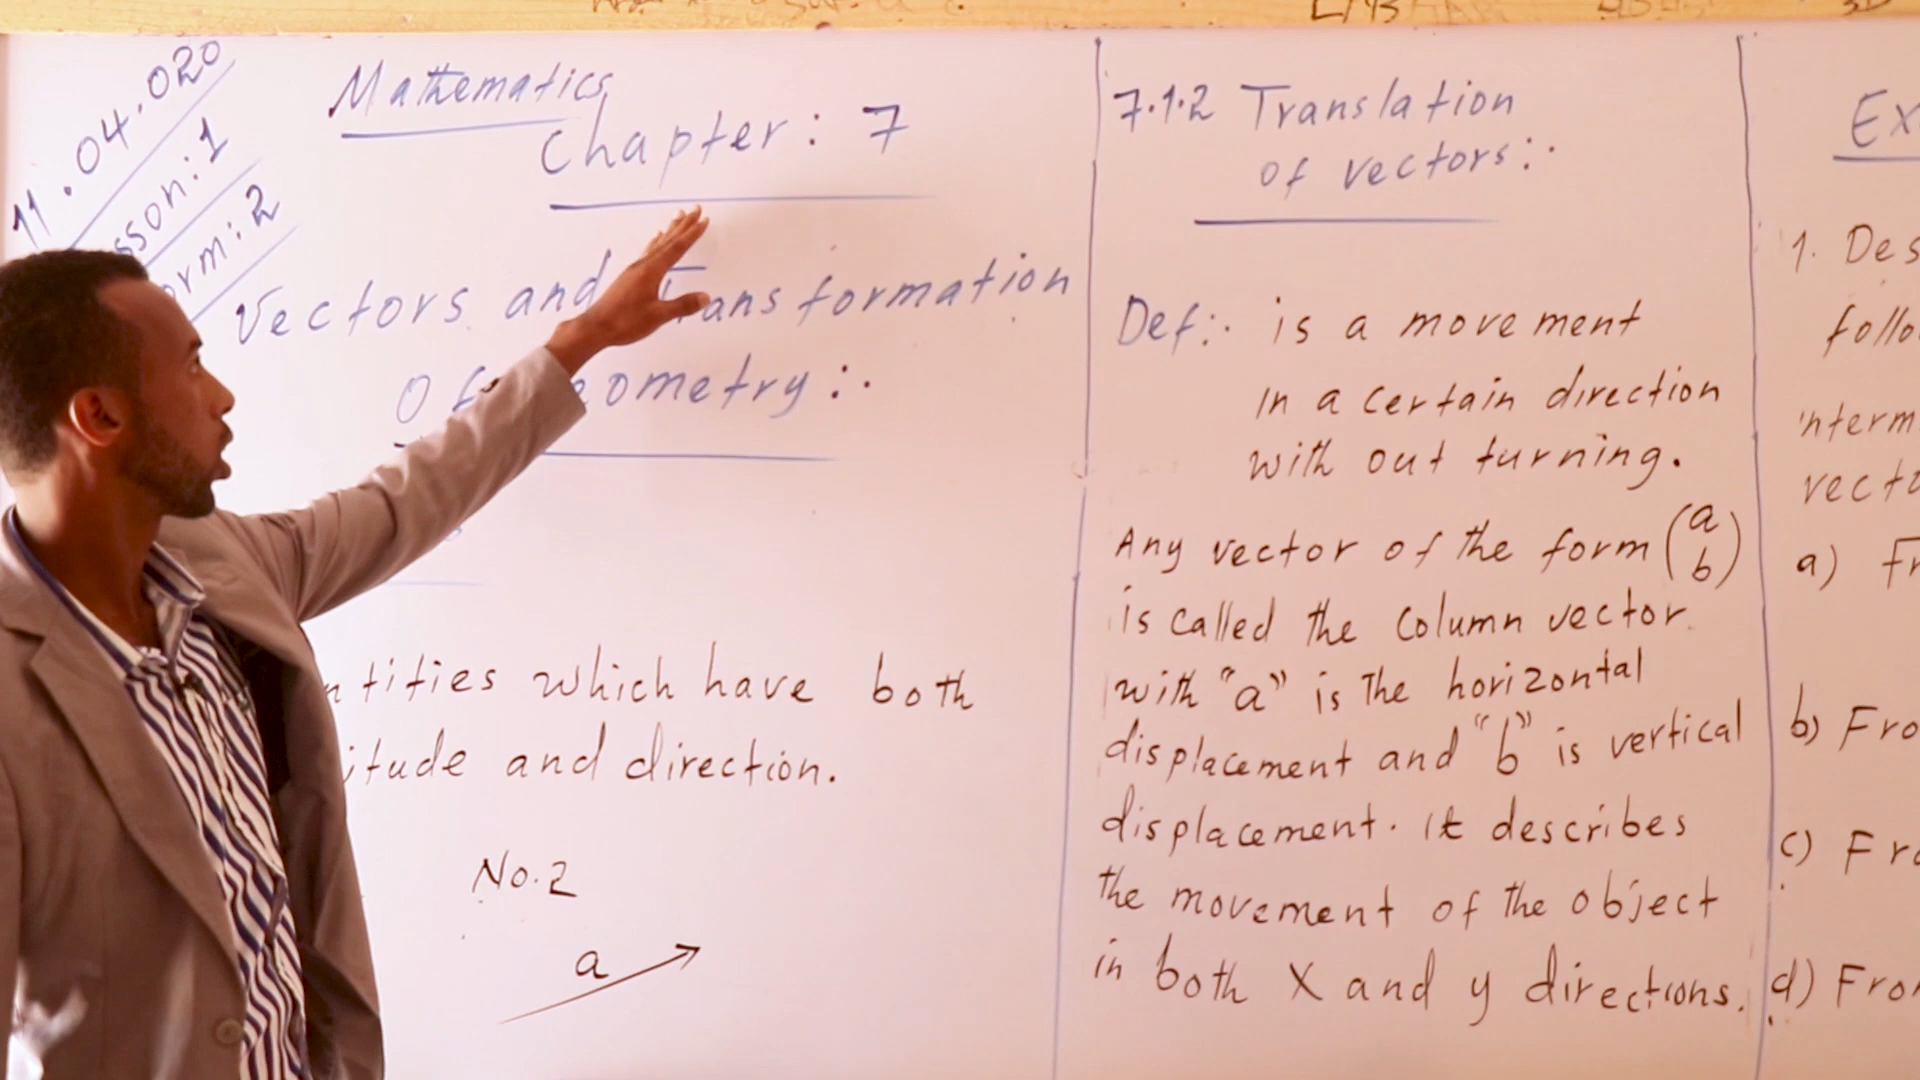 11.04.020
sson:1
orm:2
Mathematics
Chapter: 7
Vectors and Transformation
Of eometry:.
ntities which have both
itude and direction.
No.2
a
7.1.2 Translation
of vectors:.
Def:. is a movement
in a certain direction
with out turning.
Any vector of the form (a
b)
is called the column vector.
with "a" is the horizontal
displacement and "b" is vertical
displacement. it describes
the movement of the object
in both x and y directions.
Ex
1. Des
follo
interm
vecto
a) Fr
b) Fro
c) Fro
d) Fro